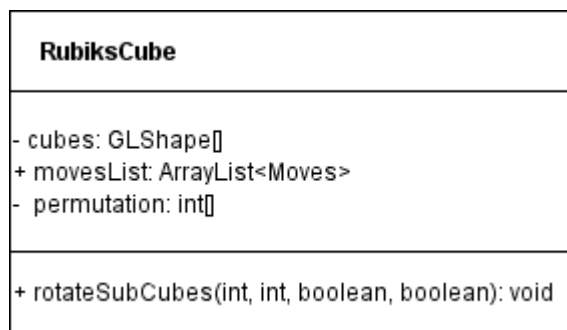 RubiksCube
- cubes: GLShape[]
+ movesList: ArrayList<Moves>
- permutation: int[]
+ rotateSubCubes(int, int, boolean, boolean): void